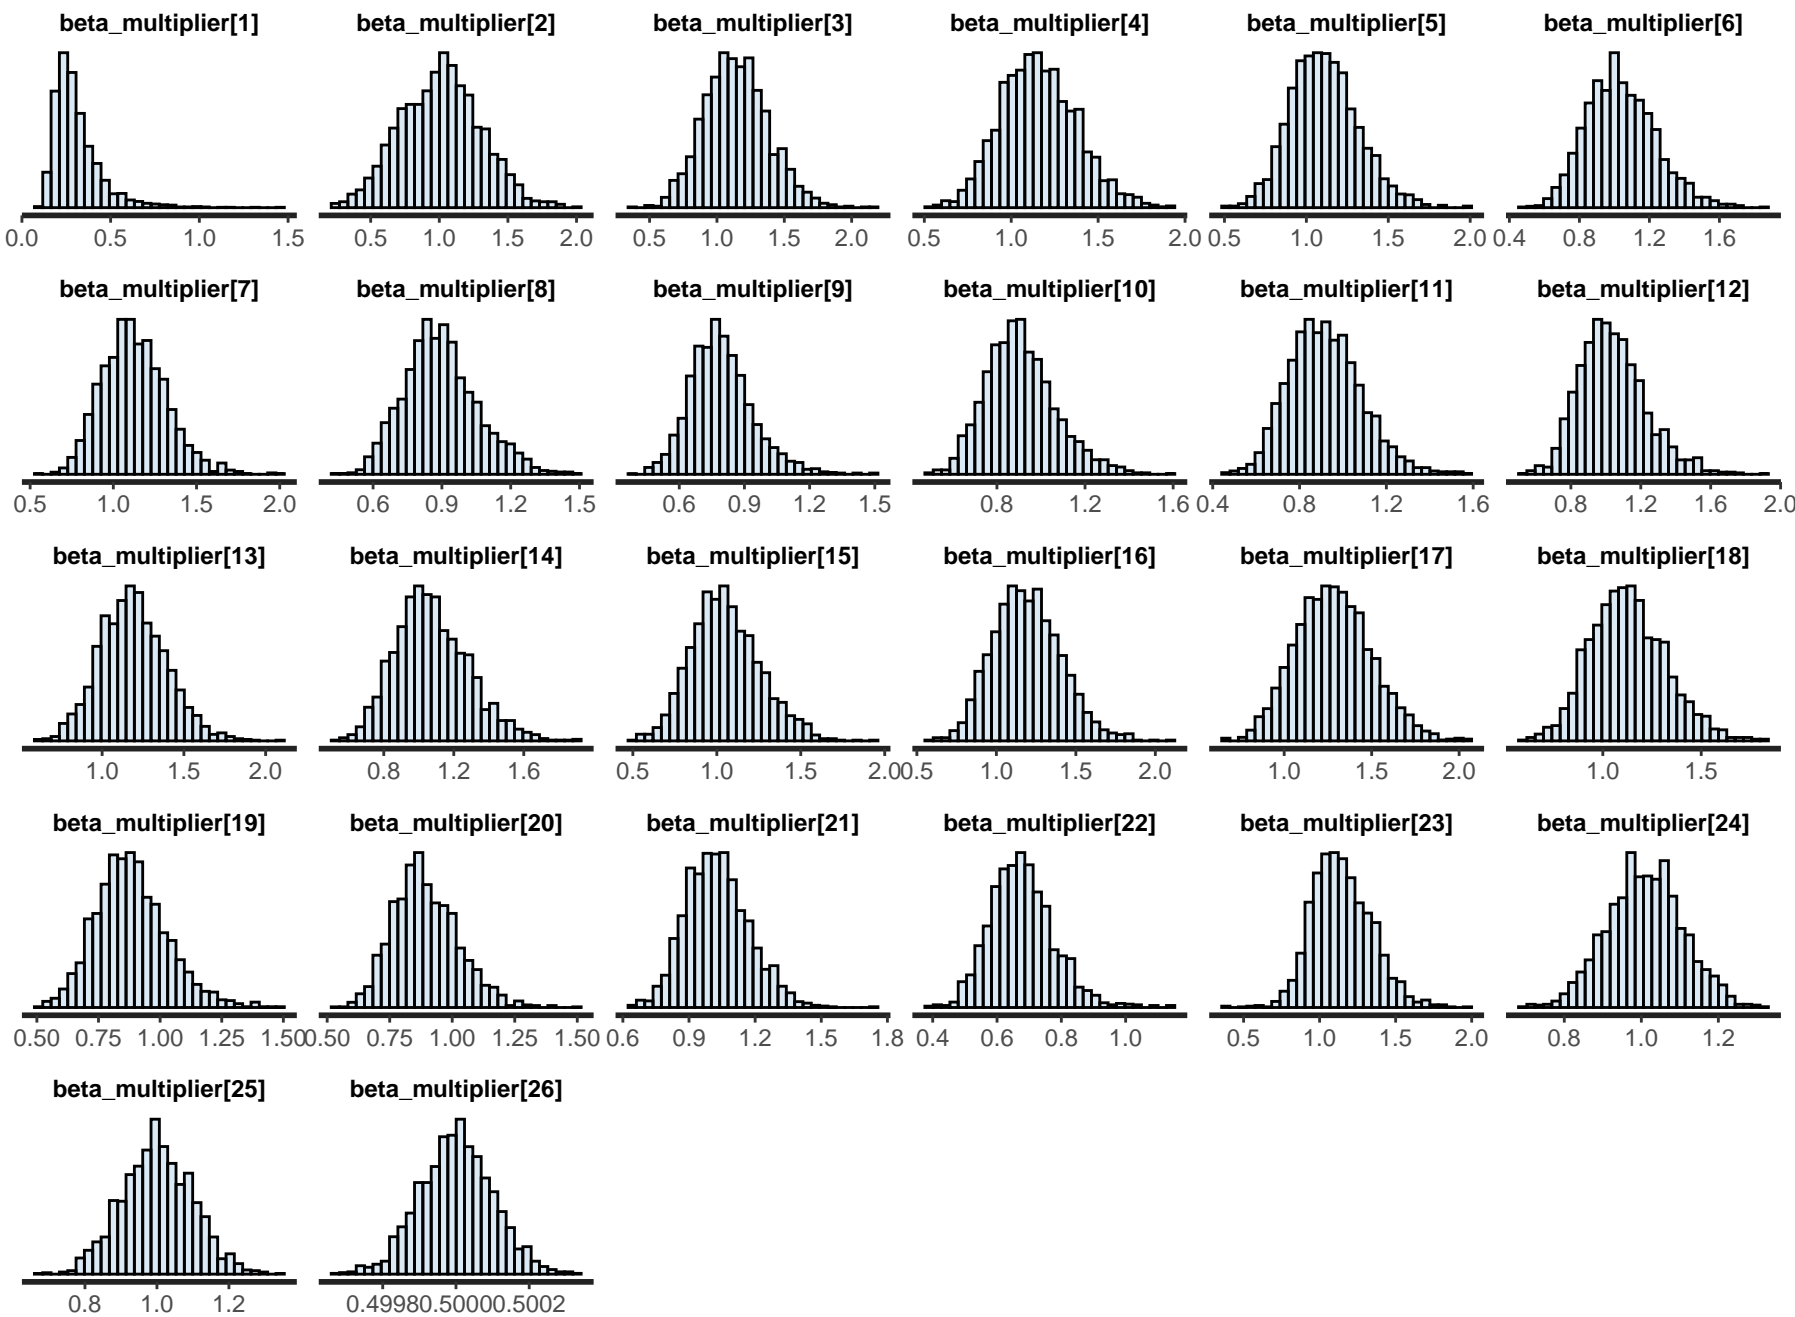 beta_multiplier[1] beta_multiplier[2] beta_multiplier[3] beta_multiplier[4] beta_multiplier[5] beta_multiplier[6]
0.0 0.5 1.0 1.5 0.5 1.0 1.5 2.0 0.5 1.0 1.5 2.0 0.5 1.0 1.5 2.0 0.5 1.0 1.5 2.0 0.4 0.8 1.2 1.6
beta_multiplier[7] beta_multiplier[8] beta_multiplier[9] beta_multiplier[10] beta_multiplier[11] beta_multiplier[12]
0.5 1.0 1.5 2.0 0.6 0.9 1.2 1.5 0.6 0.9 1.2 1.5 0.8 1.2 1.6 0.4 0.8 1.2 1.6 0.8 1.2 1.6 2.0
beta_multiplier[13] beta_multiplier[14] beta_multiplier[15] beta_multiplier[16] beta_multiplier[17] beta_multiplier[18]
1.0 1.5 2.0 0.8 1.2 1.6 0.5 1.0 1.5 2.0 0.5 1.0 1.5 2.0 1.0 1.5 2.0 1.0 1.5
beta_multiplier[19] beta_multiplier[20] beta_multiplier[21] beta_multiplier[22] beta_multiplier[23] beta_multiplier[24]
0.50 0.75 1.00 1.25 1.50 0.50 0.75 1.00 1.25 1.50 0.6 0.9 1.2 1.5 1.8 0.4 0.6 0.8 1.0 0.5 1.0 1.5 2.0 0.8 1.0 1.2
beta_multiplier[25] beta_multiplier[26]
0.8 1.0 1.2 0.4998 0.5000 0.5002